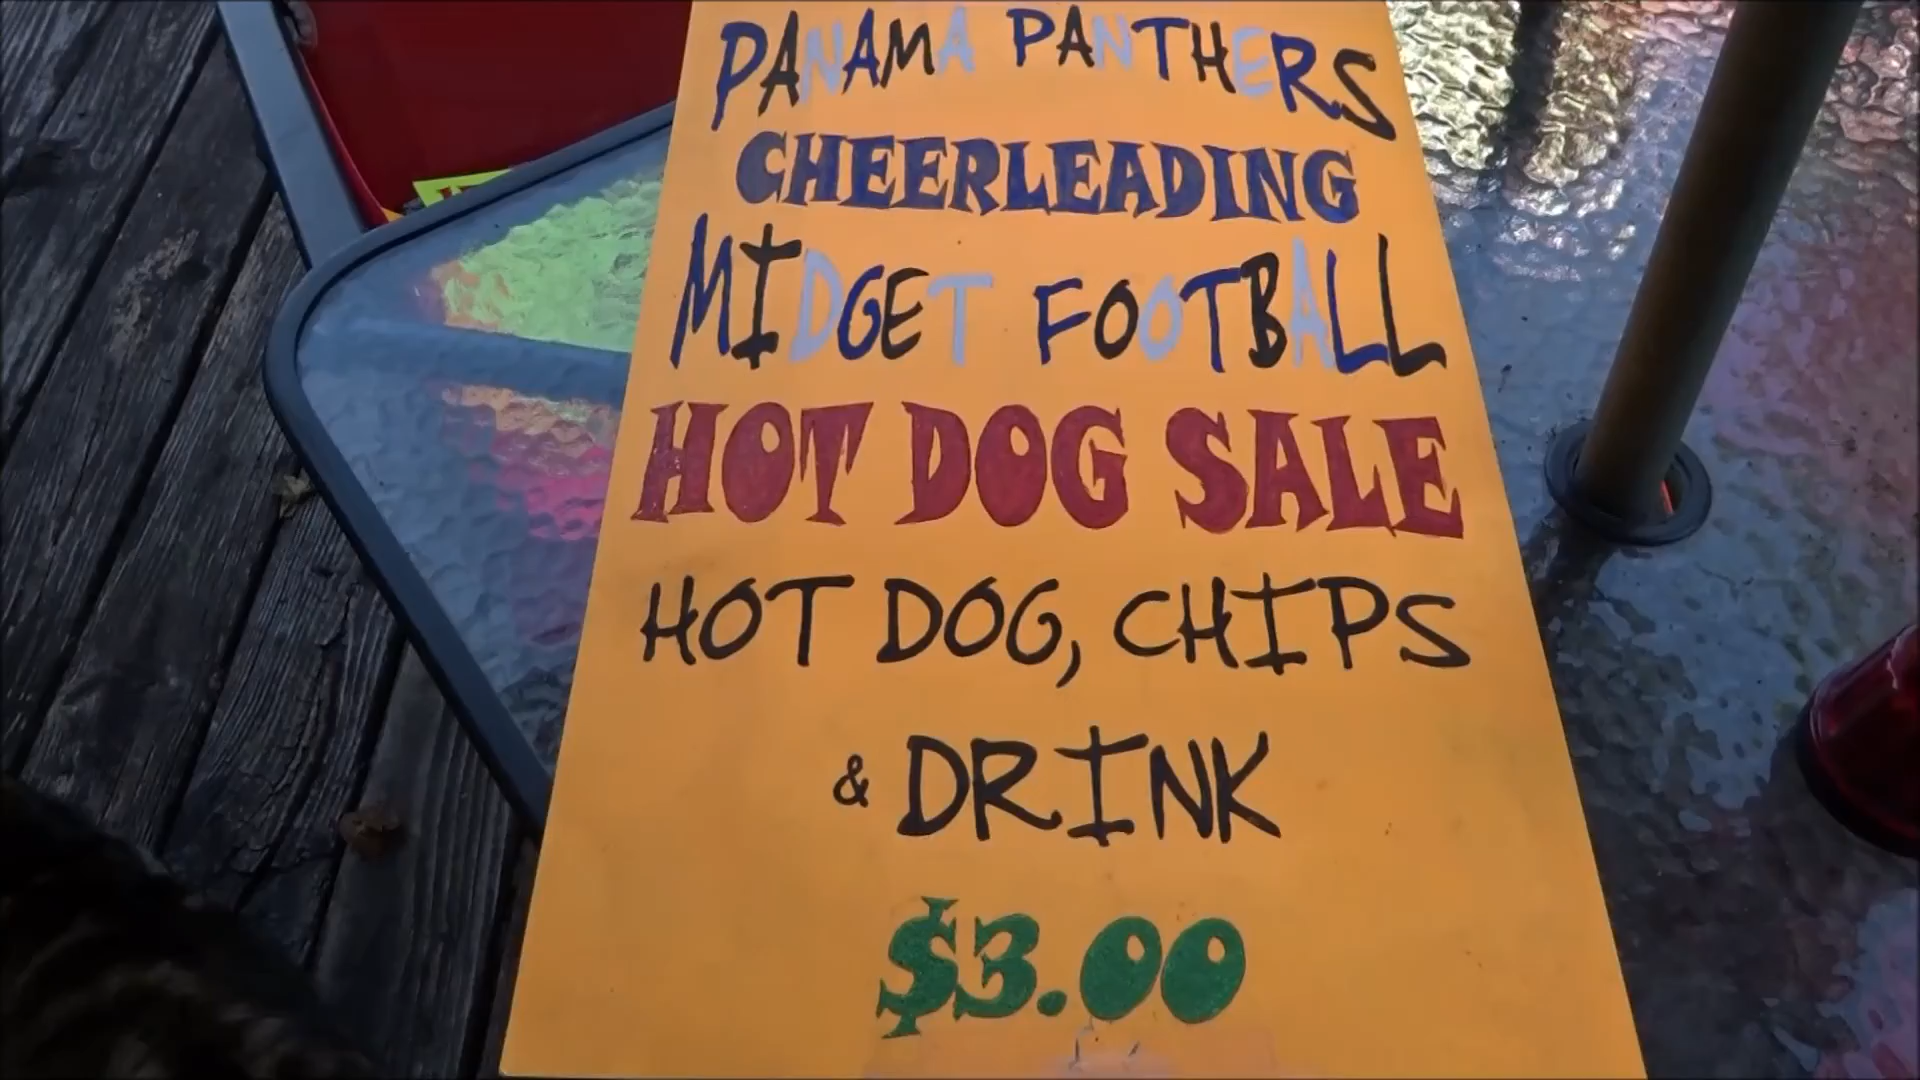 PANAMA PANTHERS
CHEERLEADING
MIDGET FOOTBALL
HOT DOG SALE
HOT DOG, CHIPS
& DRINK
$3.00